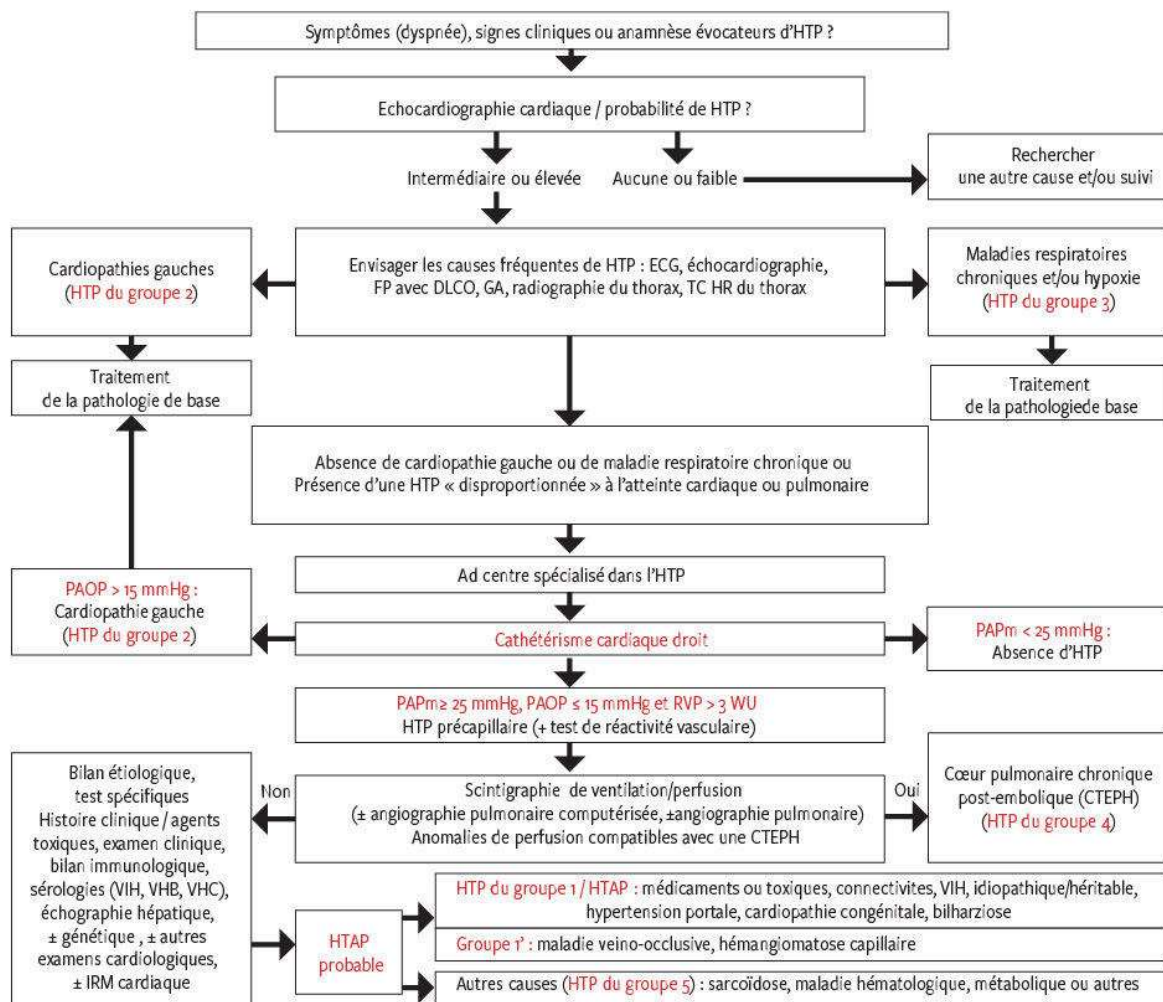 Symptômes (dyspnée), signes cliniques ou anamnèse évocateurs d'HTP ?
Echocardiographie cardiaque / probabilité de HTP ?
Intermédiaire ou élevée
Aucune ou faible
Rechercher
une autre cause et/ou suivi
Cardiopathies gauches
(HTP du groupe 2)
Envisager les causes fréquentes de HTP : ECG, échocardiographie,
FP avec DLCO, GA, radiographie du thorax, TC HR du thorax
Maladies respiratoires
chroniques et/ou hypoxie
(HTP du groupe 3)
Traitement
de la pathologie de base
Traitement
de la pathologiede base
Absence de cardiopathie gauche ou de maladie respiratoire chronique ou
Présence d'une HTP « disproportionnée » à l'atteinte cardiaque ou pulmonaire
Ad centre spécialisé dans l'HTP
PAOP > 15 mmHg :
Cardiopathie gauche
(HTP du groupe 2)
Cathétérisme cardiaque droit
PAPm < 25 mmHg :
Absence d'HTP
PAPm≥ 25 mmHg, PAOP ≤ 15 mmHg et RVP > 3 WU
HTP précapillaire (+ test de réactivité vasculaire)
Bilan étiologique,
test spécifiques
Histoire clinique / agents
toxiques, examen clinique,
bilan immunologique,
sérologies (VIH, VHB, VHC),
échographie hépatique,
± génétique , ± autres
examens cardiologiques,
± IRM cardiaque
Non
Scintigraphie de ventilation/perfusion
(± angiographie pulmonaire computérisée, ±angiographie pulmonaire)
Anomalies de perfusion compatibles avec une CTEPH
Oui
Cœur pulmonaire chronique
post-embolique (CTEPH)
(HTP du groupe 4)
HTAP
probable
HTP du groupe 1 / HTAP : médicaments ou toxiques, connectivites, VIH, idiopathique/héritable,
hypertension portale, cardiopathie congénitale, bilharziose
Groupe 1' : maladie veino-occlusive, hémangiomatose capillaire
Autres causes (HTP du groupe 5) : sarcoïdose, maladie hématologique, métabolique ou autres